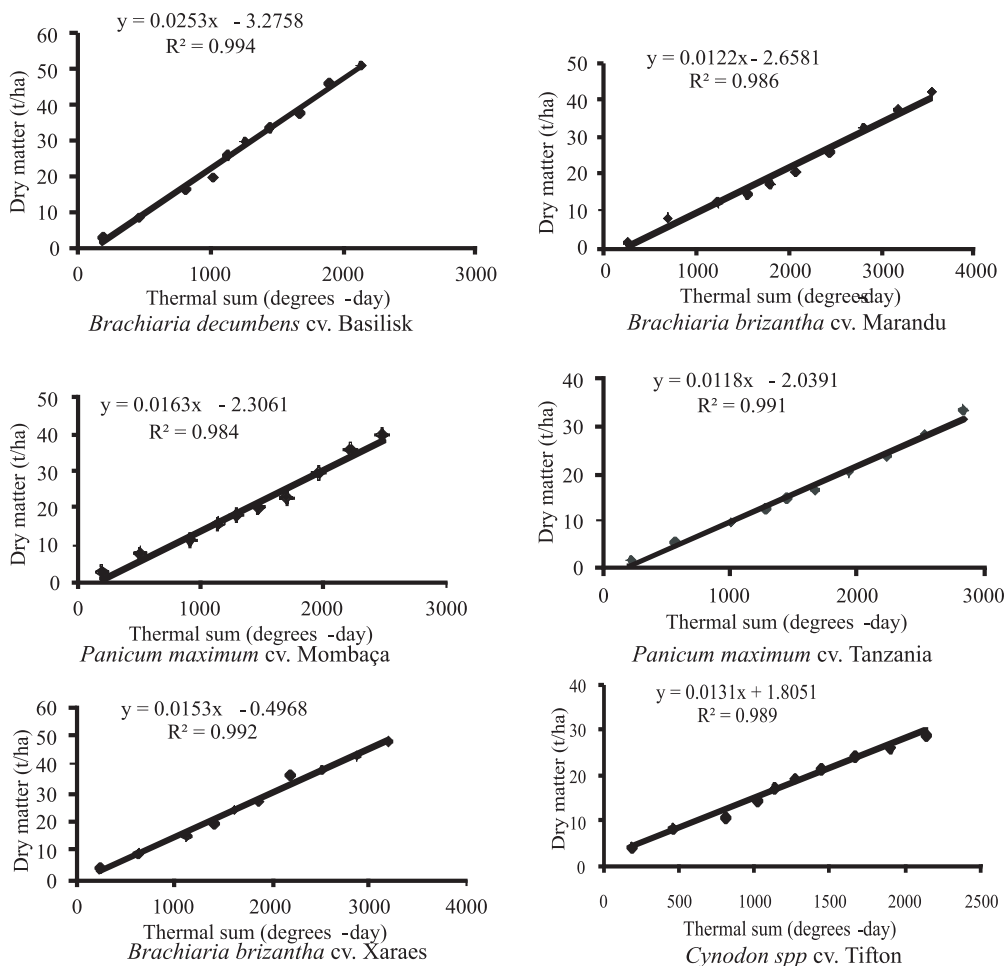 y = 0.0253x - 3.2758
R² = 0.994
60
50
40
30
20
10
0
Dry matter (t/ha)
0 1000 2000 3000
Thermal sum (degrees -day)
Brachiaria decumbens cv. Basilisk
y = 0.0122x - 2.6581
R² = 0.986
50
40
30
20
10
0
Dry matter (t/ha)
0 1000 2000 3000 4000
Thermal sum (degrees-day)
Brachiaria brizantha cv. Marandu
y = 0.0163x - 2.3061
R² = 0.984
50
40
30
20
10
0
Dry matter (t/ha)
0 1000 2000 3000
Thermal sum (degrees -day)
Panicum maximum cv. Mombaça
y = 0.0118x - 2.0391
R² = 0.991
40
30
20
10
0
Dry matter (t/ha)
0 1000 2000 3000
Thermal sum (degrees -day)
Panicum maximum cv. Tanzania
y = 0.0153x - 0.4968
R² = 0.992
60
50
40
30
20
10
0
Dry matter (t/ha)
0 1000 2000 3000 4000
Thermal sum (degrees -day)
Brachiaria brizantha cv. Xaraes
y = 0.0131x + 1.8051
R² = 0.989
40
30
20
10
0
Dry matter (t/ha)
0 500 1000 1500 2000 2500
Thermal sum (degrees -day)
Cynodon spp cv. Tifton